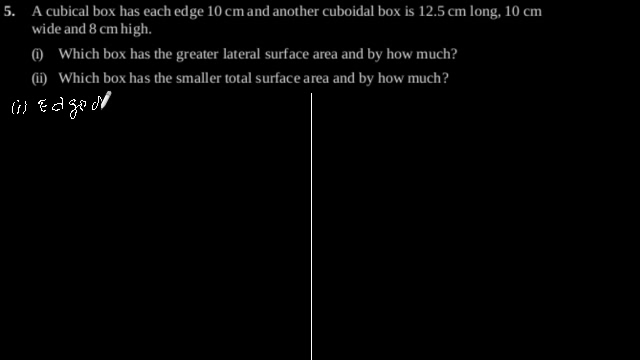 5. A cubical box has each edge 10 cm and another cuboidal box is 12.5 cm long, 10 cm
wide and 8 cm high.
(i) Which box has the greater lateral surface area and by how much?
(ii) Which box has the smaller total surface area and by how much?
(i) Edge o